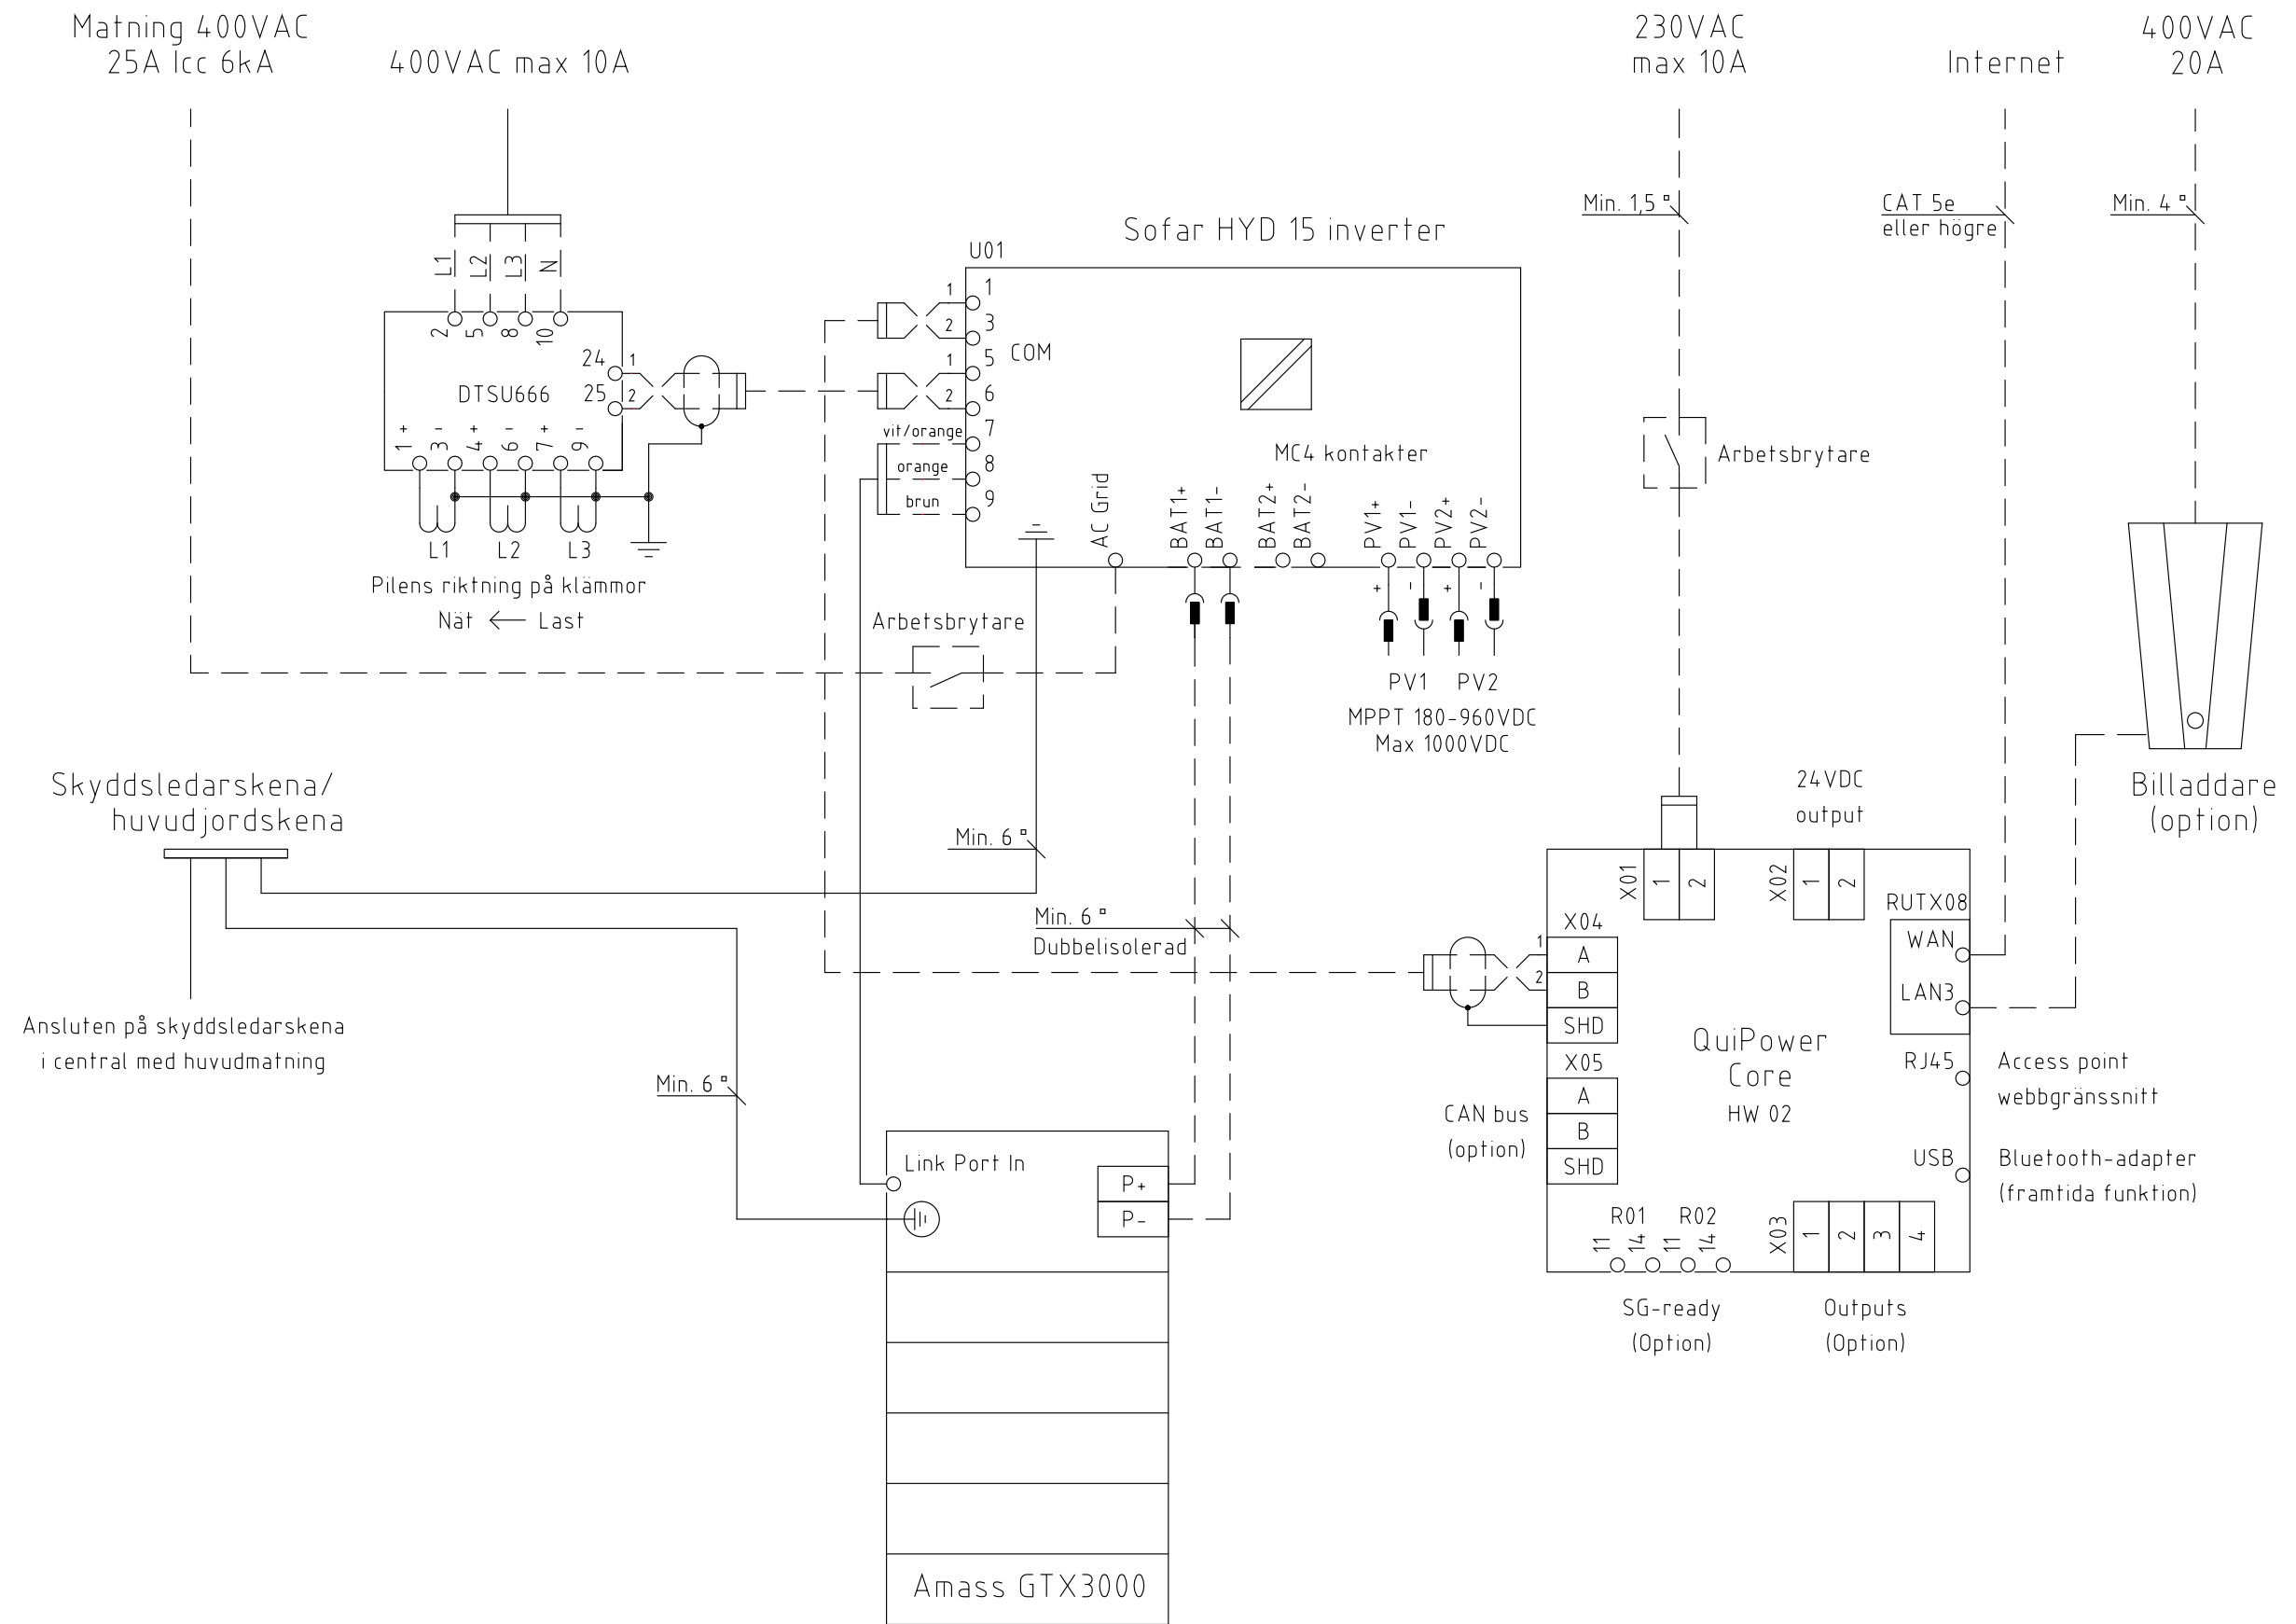 Matning 400VAC
25A Icc 6kA
400VAC max 10A
230VAC
max 10A
Internet
400VAC
20A
Min. 1,5 ▫
CAT 5e
eller högre
Min. 4 ▫
Sofar HYD 15 inverter
U01
L1
L2
L3
N
2
5
8
10
24
25
1
2
DTSU666
1 +
3 -
4 +
6 -
7 +
9 -
L1
L2
L3
Pilens riktning på klämmor
Nät ← Last
1
2
1
2
vit/orange
orange
brun
1
3
5
6
7
8
9
COM
MC4 kontakter
AC Grid
BAT1+
BAT1-
BAT2+
BAT2-
PV1+
PV1-
PV2+
PV2-
+
-
+
-
PV1
PV2
MPPT 180-960VDC
Max 1000VDC
Arbetsbrytare
Arbetsbrytare
Skyddsledarskena/
huvudjordskena
Ansluten på skyddsledarskena
i central med huvudmatning
Min. 6 ▫
Min. 6 ▫
Dubbelisolerad
Min. 6 ▫
Link Port In
P+
P-
Amass GTX3000
24VDC
output
Billaddare
(option)
X01
1
2
X02
1
2
RUTX08
WAN
LAN3
X04
1
2
A
B
SHD
X05
A
B
SHD
CAN bus
(option)
QuiPower
Core
HW 02
RJ45
Access point
webbgränssnitt
USB
Bluetooth-adapter
(framtida funktion)
R01
R02
11
14
11
14
X03
1
2
3
4
SG-ready
(Option)
Outputs
(Option)